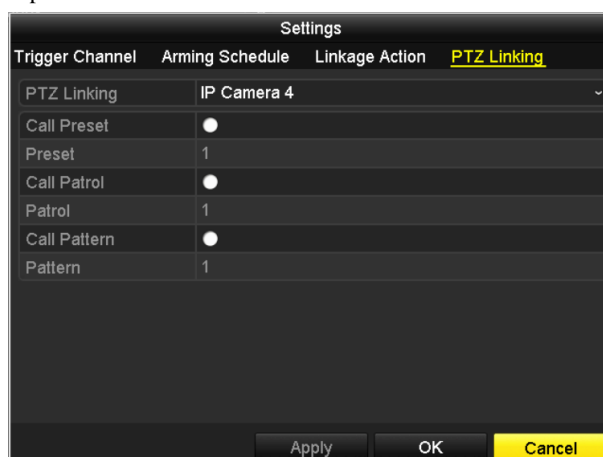 Settings
Trigger Channel Arming Schedule Linkage Action PTZ Linking
PTZ Linking IP Camera 4
Call Preset
Preset 1
Call Patrol
Patrol 1
Call Pattern
Pattern 1
Apply OK Cancel